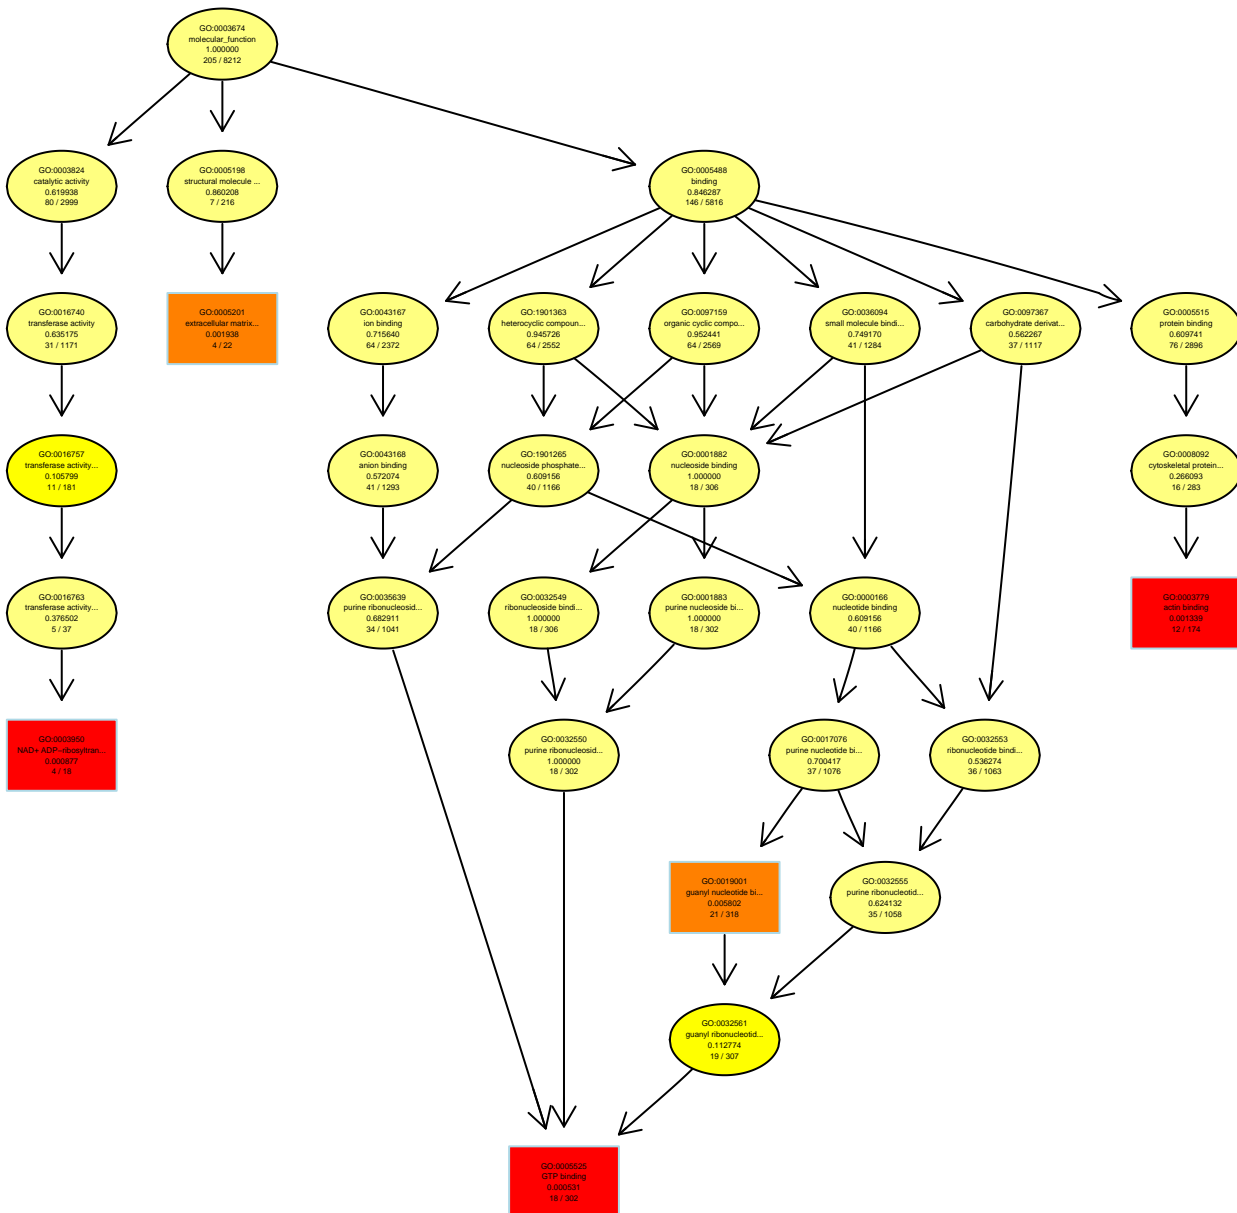 GO:0003674
molecular_function
1.000000
205 / 8212
GO:0003824
catalytic activity
0.619938
80 / 2999
GO:0005198
structural molecule ...
0.860208
7 / 216
GO:0005488
binding
0.846287
146 / 5816
GO:0016740
transferase activity
0.635175
31 / 1171
GO:0005201
extracellular matrix...
0.001938
4 / 22
GO:0043167
ion binding
0.715640
64 / 2372
GO:1901363
heterocyclic compoun...
0.945726
64 / 2552
GO:0097159
organic cyclic compo...
0.952441
64 / 2569
GO:0036094
small molecule bindi...
0.749170
41 / 1284
GO:0097367
carbohydrate derivat...
0.562267
37 / 1117
GO:0005515
protein binding
0.609741
76 / 2896
GO:0016757
transferase activity...
0.105799
11 / 181
GO:0043168
anion binding
0.572074
41 / 1293
GO:1901265
nucleoside phosphate...
0.609156
40 / 1166
GO:0001882
nucleoside binding
1.000000
18 / 306
GO:0008092
cytoskeletal protein...
0.266093
16 / 283
GO:0016763
transferase activity...
0.376502
5 / 37
GO:0035639
purine ribonucleosid...
0.682911
34 / 1041
GO:0032549
ribonucleoside bindi...
1.000000
18 / 306
GO:0001883
purine nucleoside bi...
1.000000
18 / 302
GO:0000166
nucleotide binding
0.609156
40 / 1166
GO:0003779
actin binding
0.001339
12 / 174
GO:0003950
NAD+ ADP-ribosyltran...
0.000877
4 / 18
GO:0032550
purine ribonucleosid...
1.000000
18 / 302
GO:0017076
purine nucleotide bi...
0.700417
37 / 1076
GO:0032553
ribonucleotide bindi...
0.536274
36 / 1063
GO:0019001
guanyl nucleotide bi...
0.005802
21 / 318
GO:0032555
purine ribonucleotid...
0.624132
35 / 1058
GO:0032561
guanyl ribonucleotid...
0.112774
19 / 307
GO:0005525
GTP binding
0.000531
18 / 302